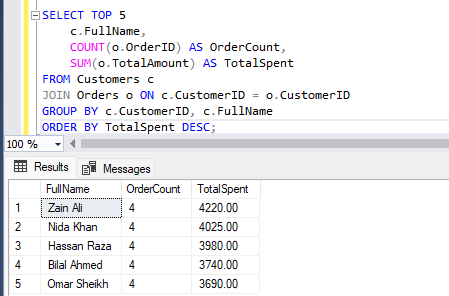 SELECT TOP 5
c.FullName,
COUNT(o.OrderID) AS OrderCount,
SUM(o.TotalAmount) AS TotalSpent
FROM Customers c
JOIN Orders o ON c.CustomerID = o.CustomerID
GROUP BY c.CustomerID, c.FullName
ORDER BY TotalSpent DESC;
100 %
Results Messages
FullName OrderCount TotalSpent
1 Zain Ali 4 4220.00
2 Nida Khan 4 4025.00
3 Hassan Raza 4 3980.00
4 Bilal Ahmed 4 3740.00
5 Omar Sheikh 4 3690.00